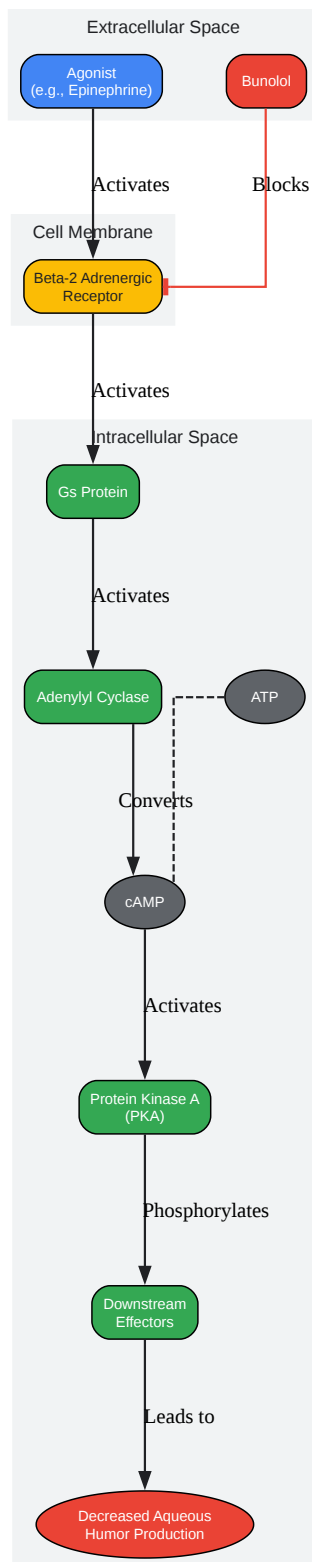 Extracellular Space
Agonist
(e.g., Epinephrine)
Bunolol
Activates
Blocks
Cell Membrane
Beta-2 Adrenergic
Receptor
Activates
Intracellular Space
Gs Protein
Activates
Adenylyl Cyclase
ATP
Converts
cAMP
Activates
Protein Kinase A
(PKA)
Phosphorylates
Downstream
Effectors
Leads to
Decreased Aqueous
Humor Production